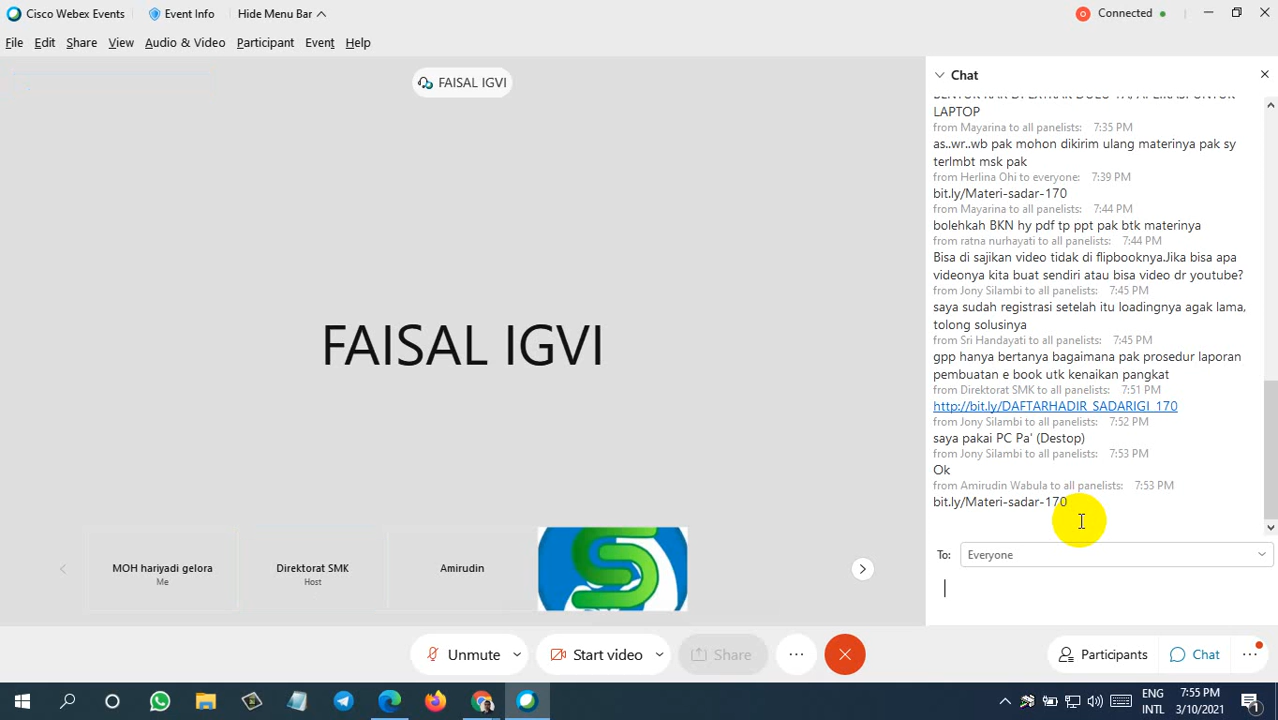 Cisco Webex Events
Event Info
Hide Menu Bar
Connected
File Edit Share View Audio & Video Participant Event Help
FAISAL IGVI
FAISAL IGVI
MOH hariyadi gelora
Me
Direktorat SMK
Host
Amirudin
Chat
LAPTOP
from Mayarina to all panelists: 7:35 PM
as..wr..wb pak mohon dikirim ulang materinya pak sy
terlmbt msk pak
from Herlina Ohi to everyone: 7:39 PM
bit.ly/Materi-sadar-170
from Mayarina to all panelists: 7:44 PM
bolehkah BKN hy pdf tp ppt pak btk materinya
from ratna nurhayati to all panelists: 7:44 PM
Bisa di sajikan video tidak di flipbooknya.Jika bisa apa
videonya kita buat sendiri atau bisa video dr youtube?
from Jony Silambi to all panelists: 7:45 PM
saya sudah registrasi setelah itu loadingnya agak lama,
tolong solusinya
from Sri Handayati to all panelists: 7:45 PM
gpp hanya bertanya bagaimana pak prosedur laporan
pembuatan e book utk kenaikan pangkat
from Direktorat SMK to all panelists: 7:51 PM
http://bit.ly/DAFTARHADIR_SADARIGI_170
from Jony Silambi to all panelists: 7:52 PM
saya pakai PC Pa' (Destop)
from Jony Silambi to all panelists: 7:53 PM
Ok
from Amirudin Wabula to all panelists: 7:53 PM
bit.ly/Materi-sadar-170
To: Everyone
Unmute
Start video
Share
Participants
Chat
ENG
INTL
7:55 PM
3/10/2021
1